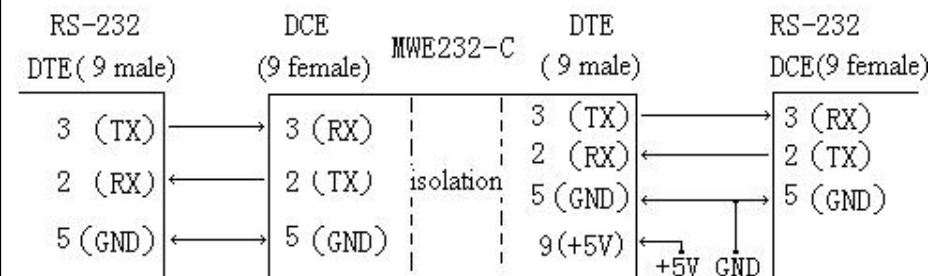 RS-232 DCE MWE232-C DTE RS-232
DTE( 9 male) (9 female) ( 9 male) DCE(9 female)
3 (TX) 3 (RX) 3 (TX) 3 (RX)
2 (RX) 2 (TX) isolation 2 (RX) 2 (TX)
5 (GND) 5 (GND) 5 (GND) 5 (GND)
9(+5V)
+5V GND